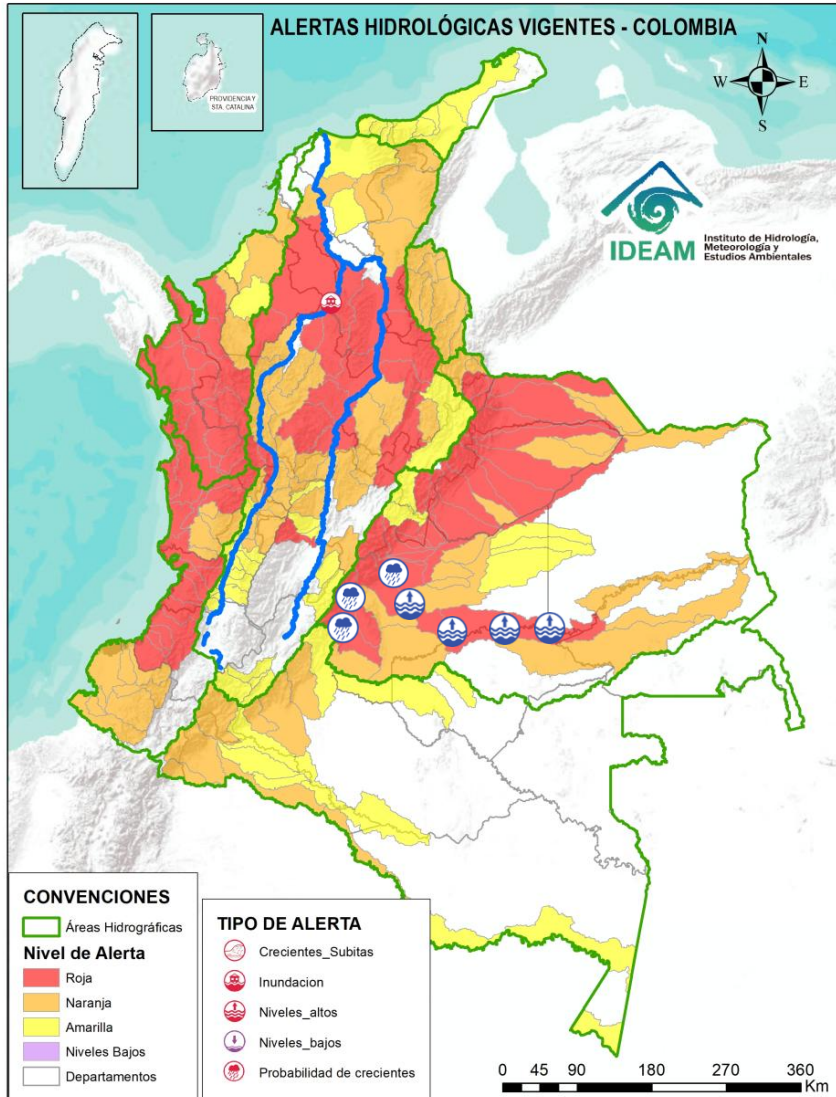 ALERTAS HIDROLÓGICAS VIGENTES - COLOMBIA
PROVIDENCIA Y
STA. CATALINA
N
W
E
S
IDEAM
Instituto de Hidrología,
Meteorología y
Estudios Ambientales
CONVENCIONES
Áreas Hidrográficas
Nivel de Alerta
Roja
Naranja
Amarilla
Niveles Bajos
Departamentos
TIPO DE ALERTA
Crecientes_Subitas
Inundacion
Niveles_altos
Niveles_bajos
Probabilidad de crecientes
0 45 90 180 270 360
Km